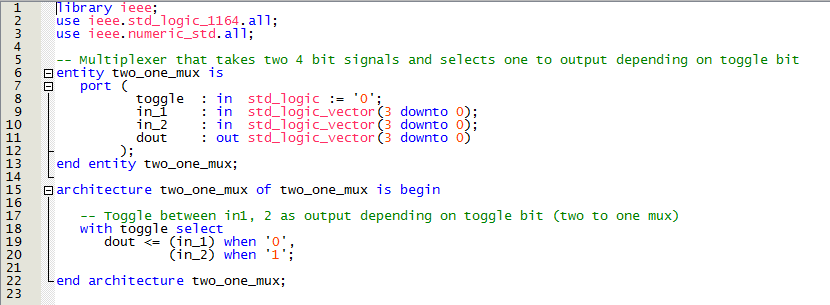 1 library ieee;
2 use ieee.std_logic_1164.all;
3 use ieee.numeric_std.all;
4
5 -- Multiplexer that takes two 4 bit signals and selects one to output depending on toggle bit
6 entity two_one_mux is
7 port (
8 toggle : in std_logic := '0';
9 in_1 : in std_logic_vector(3 downto 0);
10 in_2 : in std_logic_vector(3 downto 0);
11 dout : out std_logic_vector(3 downto 0)
12 );
13 end entity two_one_mux;
14
15 architecture two_one_mux of two_one_mux is begin
16
17 -- Toggle between in1, 2 as output depending on toggle bit (two to one mux)
18 with toggle select
19 dout <= (in_1) when '0',
20 (in_2) when '1';
21
22 end architecture two_one_mux;
23